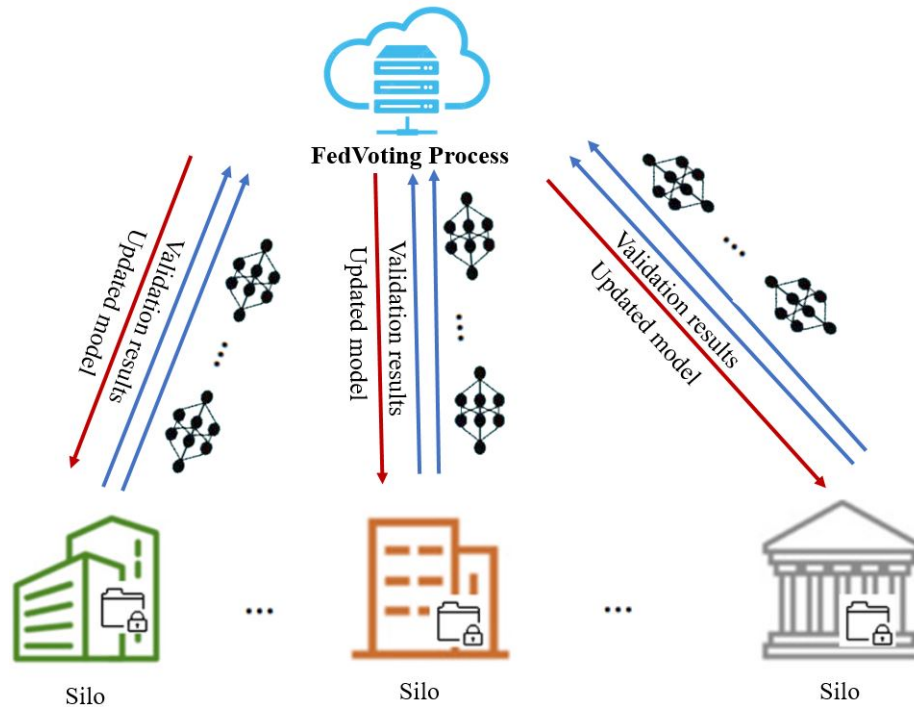 FedVoting Process
Updated model
Validation results
Updated model
Validation results
Validation results
Updated model
...
...
...
...
...
Silo
Silo
Silo